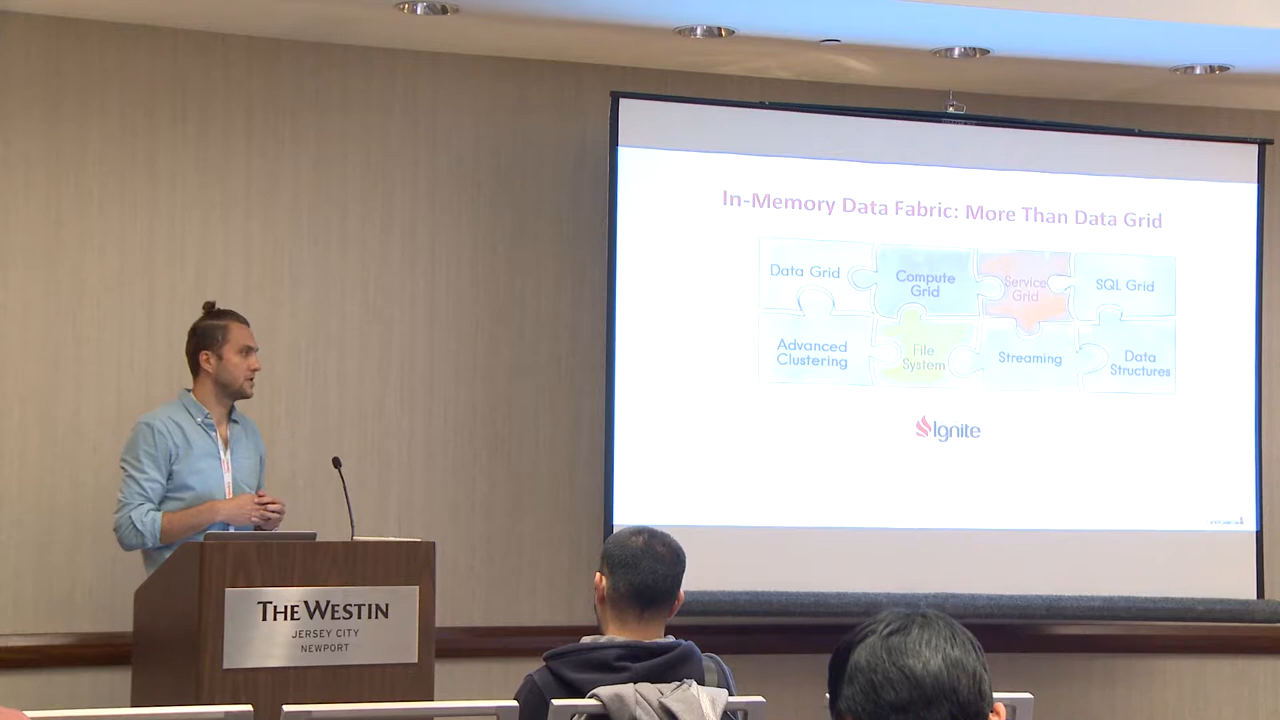 In-Memory Data Fabric: More Than Data Grid
Data Grid
Compute
Grid
Service
Grid
SQL Grid
Advanced
Clustering
File
System
Streaming
Data
Structures
Ignite
THE WESTIN
JERSEY CITY
NEWPORT